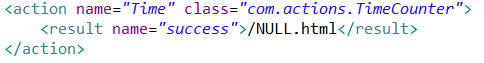 <action name="Time" class="com.actions.TimeCounter">
<result name="success">/NULL.html</result>
</action>